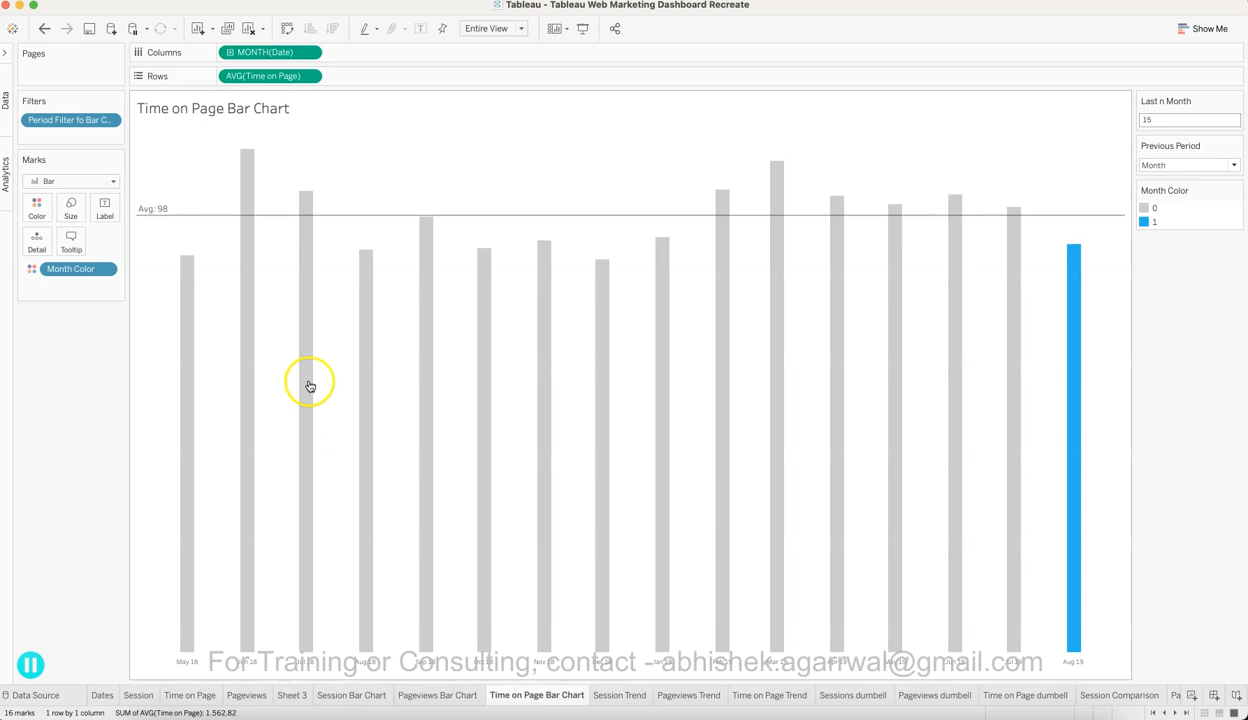 Tableau - Tableau Web Marketing Dashboard Recreate
Entire View
Show Me
Pages
Columns
MONTH(Date)
Rows
AVG(Time on Page)
Data
Analytics
Filters
Period Filter fo Bar C..
Marks
Bar
Color
Size
Label
Detail
Tooltip
Month Color
Time on Page Bar Chart
Avg: 98
Last n Month
15
Previous Period
Month
Month Color
0
1
May 18
Nov 18
Aug 19
For Training or Consulting, contact - abhishek.agarrwal@gmail.com
Data Source
Dates
Session
Time on Page
Pageviews
Sheet 3
Session Bar Chart
Pageviews Bar Chart
Time on Page Bar Chart
Session Trend
Pageviews Trend
Time on Page Trend
Sessions dumbell
Pageviews dumbell
Time on Page dumbell
Session Comparison
Pa
16 marks
1 row by 1 column
SUM of AVG(Time on Page): 1,562.82